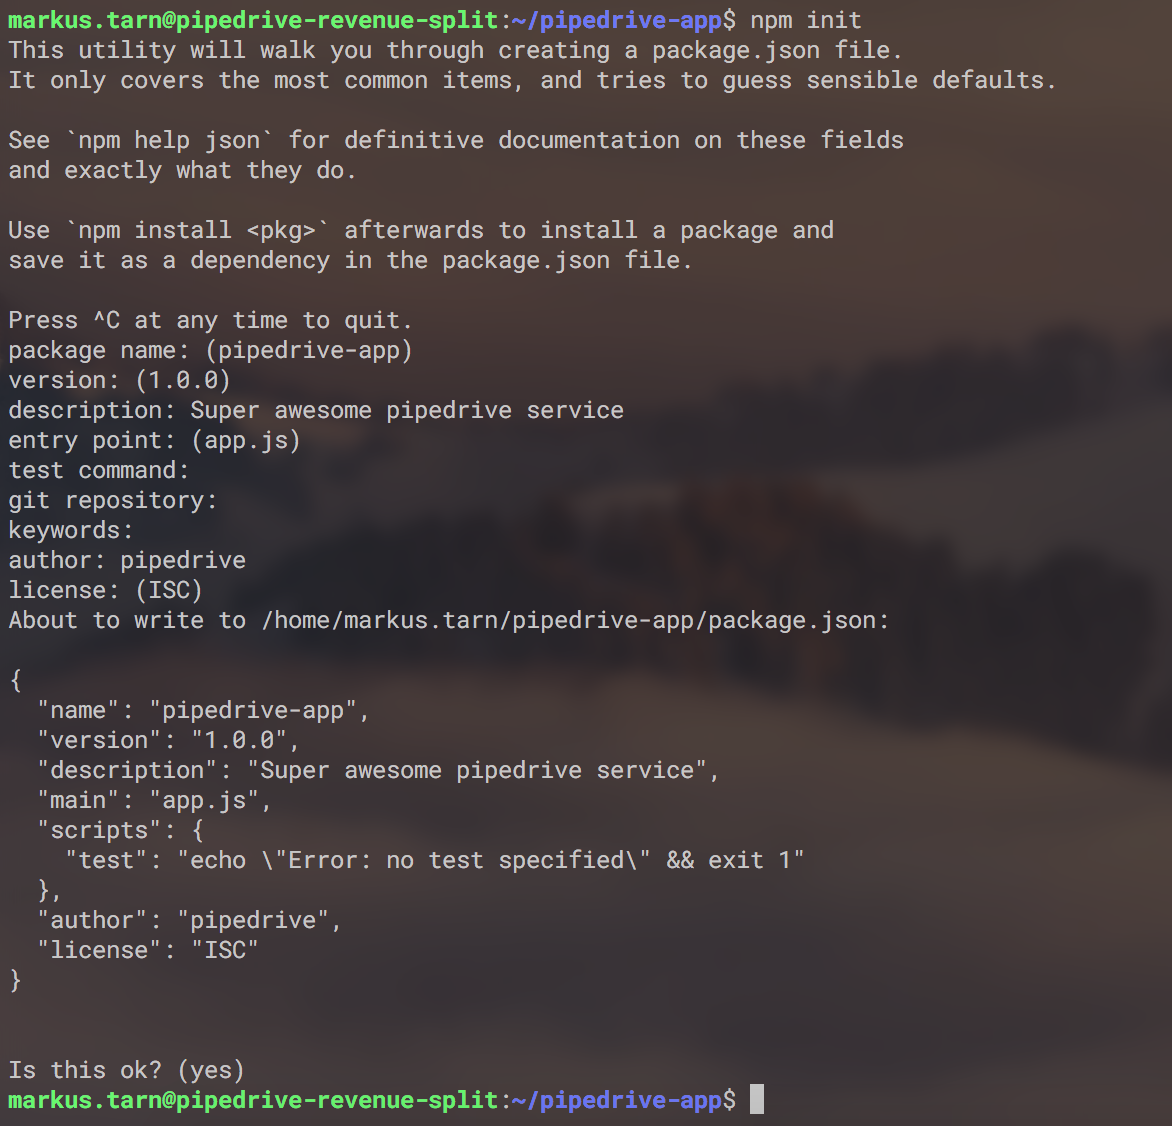 markus.tarn@pipedrive-revenue-split:~/pipedrive-app$ npm init
This utility will walk you through creating a package.json file.
It only covers the most common items, and tries to guess sensible defaults.
See `npm help json` for definitive documentation on these fields
and exactly what they do.
Use `npm install <pkg>` afterwards to install a package and
save it as a dependency in the package.json file.
Press ^C at any time to quit.
package name: (pipedrive-app)
version: (1.0.0)
description: Super awesome pipedrive service
entry point: (app.js)
test command:
git repository:
keywords:
author: pipedrive
license: (ISC)
About to write to /home/markus.tarn/pipedrive-app/package.json:
{
  "name": "pipedrive-app",
  "version": "1.0.0",
  "description": "Super awesome pipedrive service",
  "main": "app.js",
  "scripts": {
    "test": "echo \"Error: no test specified\" && exit 1"
  },
  "author": "pipedrive",
  "license": "ISC"
}
Is this ok? (yes)
markus.tarn@pipedrive-revenue-split:~/pipedrive-app$